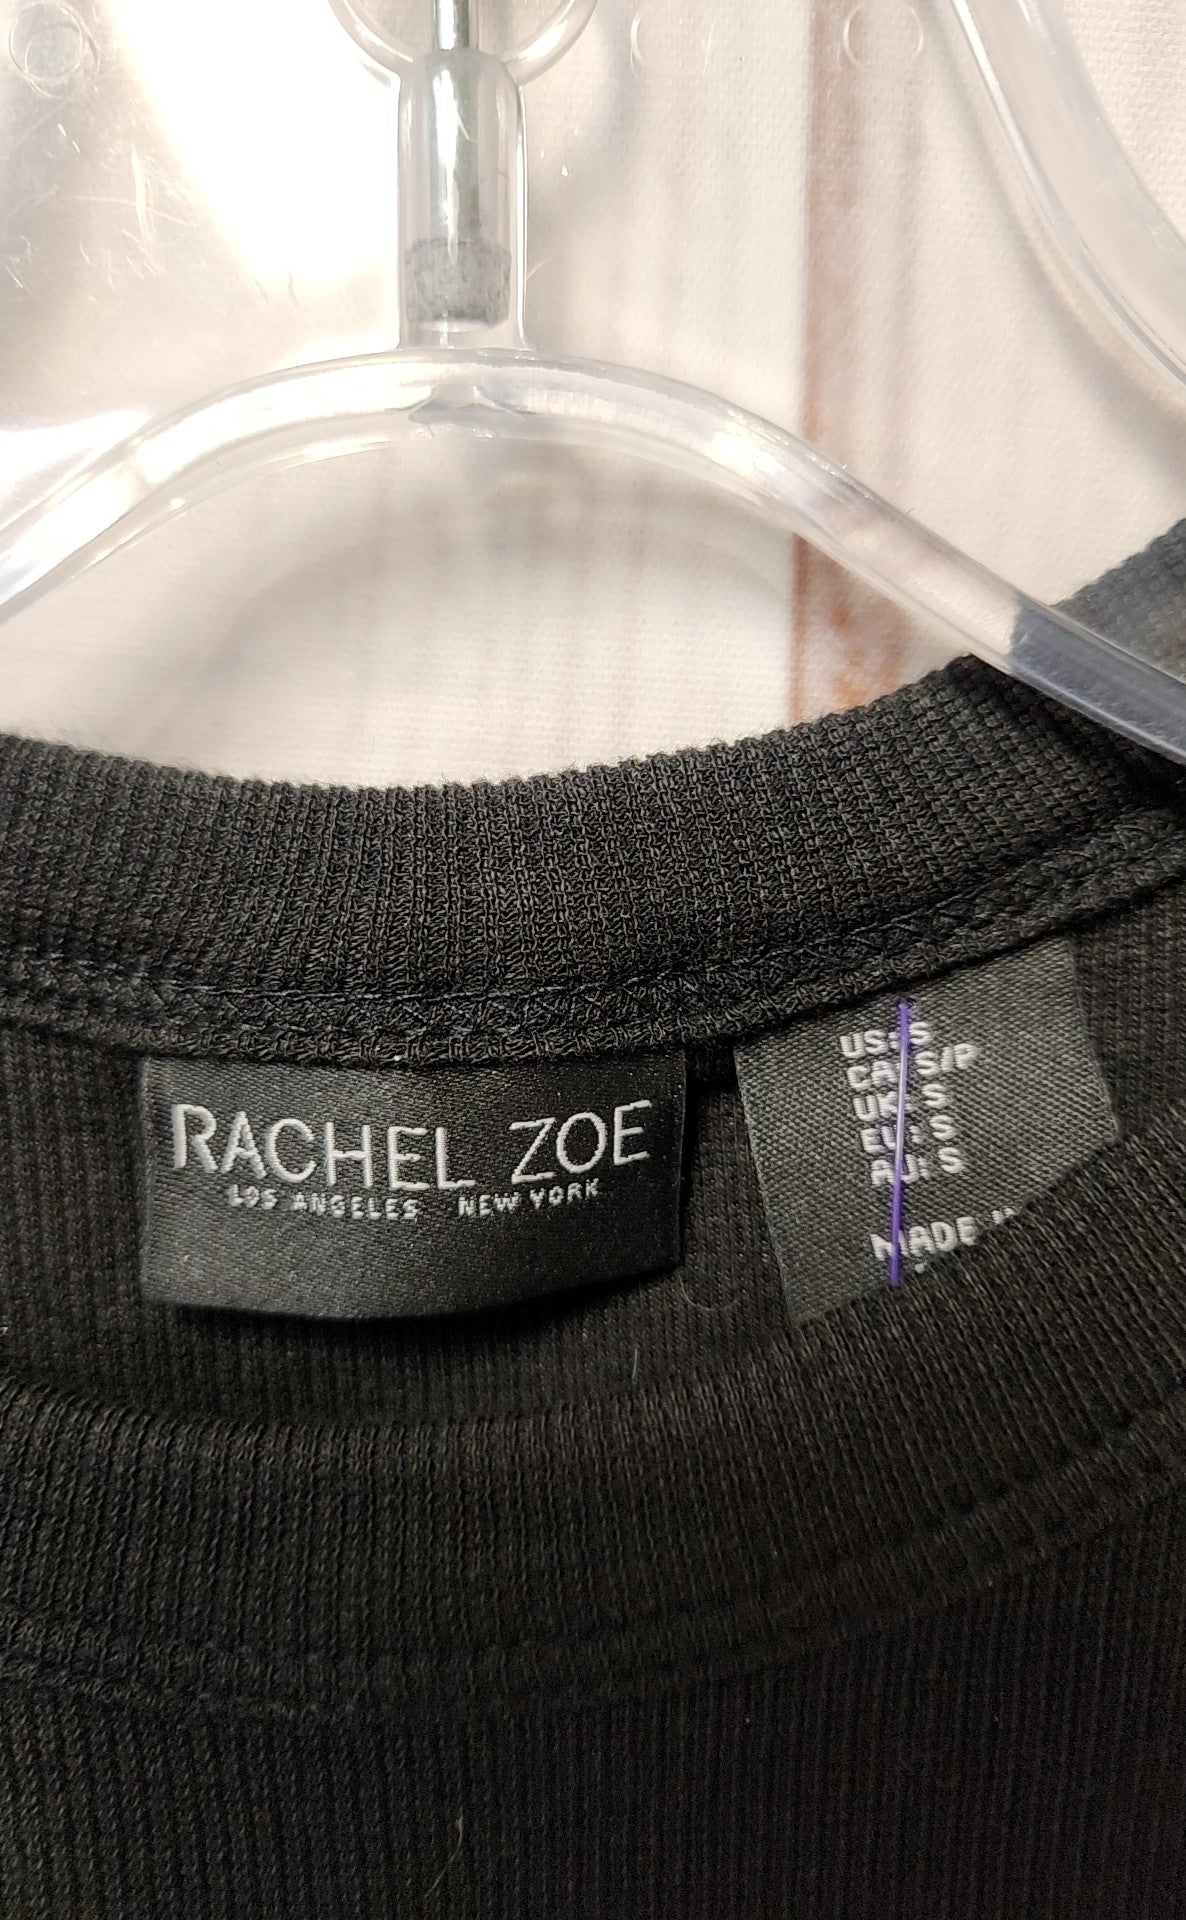 RACHEL ZOE
LOS ANGELES NEW YORK
US: S
CA: S/P
UK: S
EU: S
AU: S
MADE